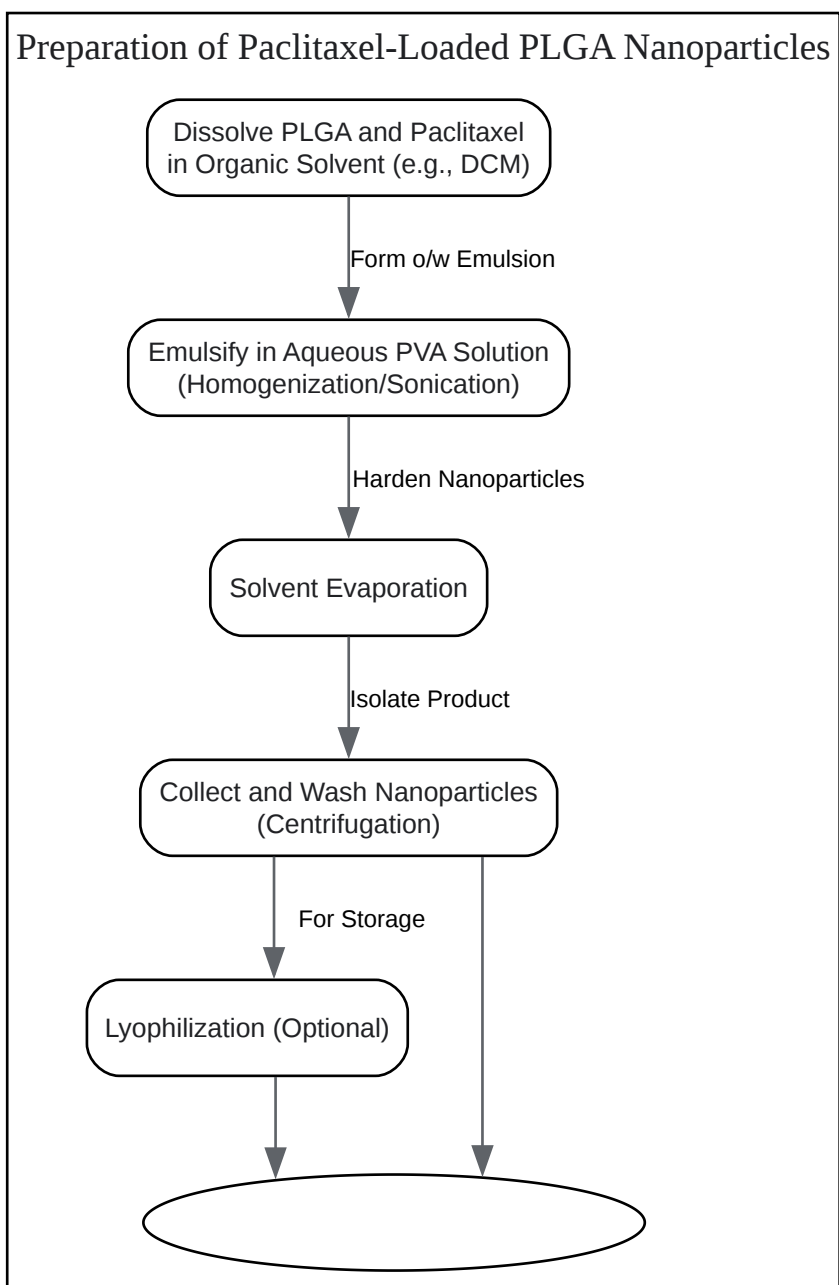 Preparation of Paclitaxel-Loaded PLGA Nanoparticles
Dissolve PLGA and Paclitaxel
in Organic Solvent (e.g., DCM)
Form o/w Emulsion
Emulsify in Aqueous PVA Solution
(Homogenization/Sonication)
Harden Nanoparticles
Solvent Evaporation
Isolate Product
Collect and Wash Nanoparticles
(Centrifugation)
For Storage
Lyophilization (Optional)